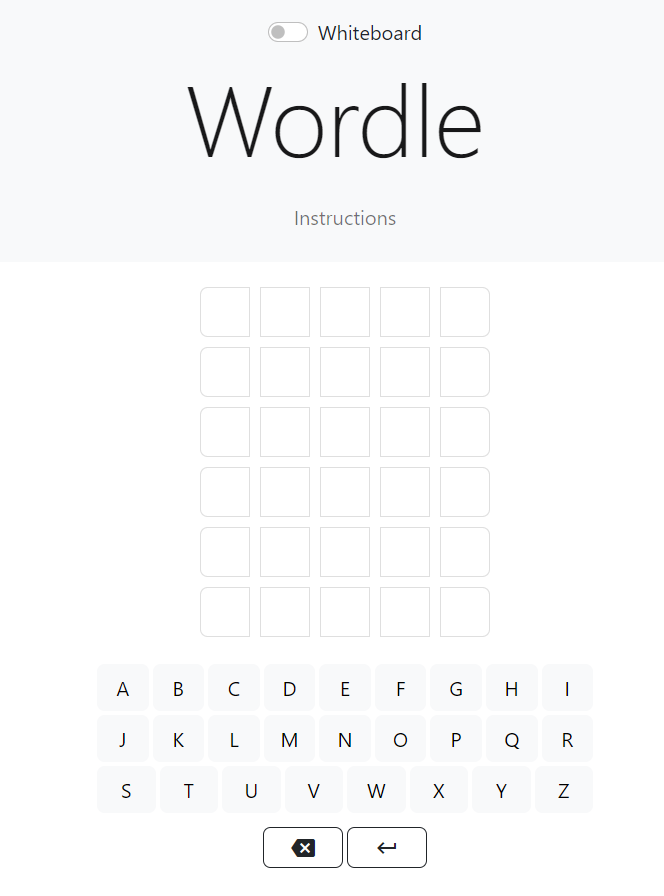 Whiteboard
Wordle
Instructions
A B C D E F G H I
J K L M N O P Q R
S T U V W X Y Z